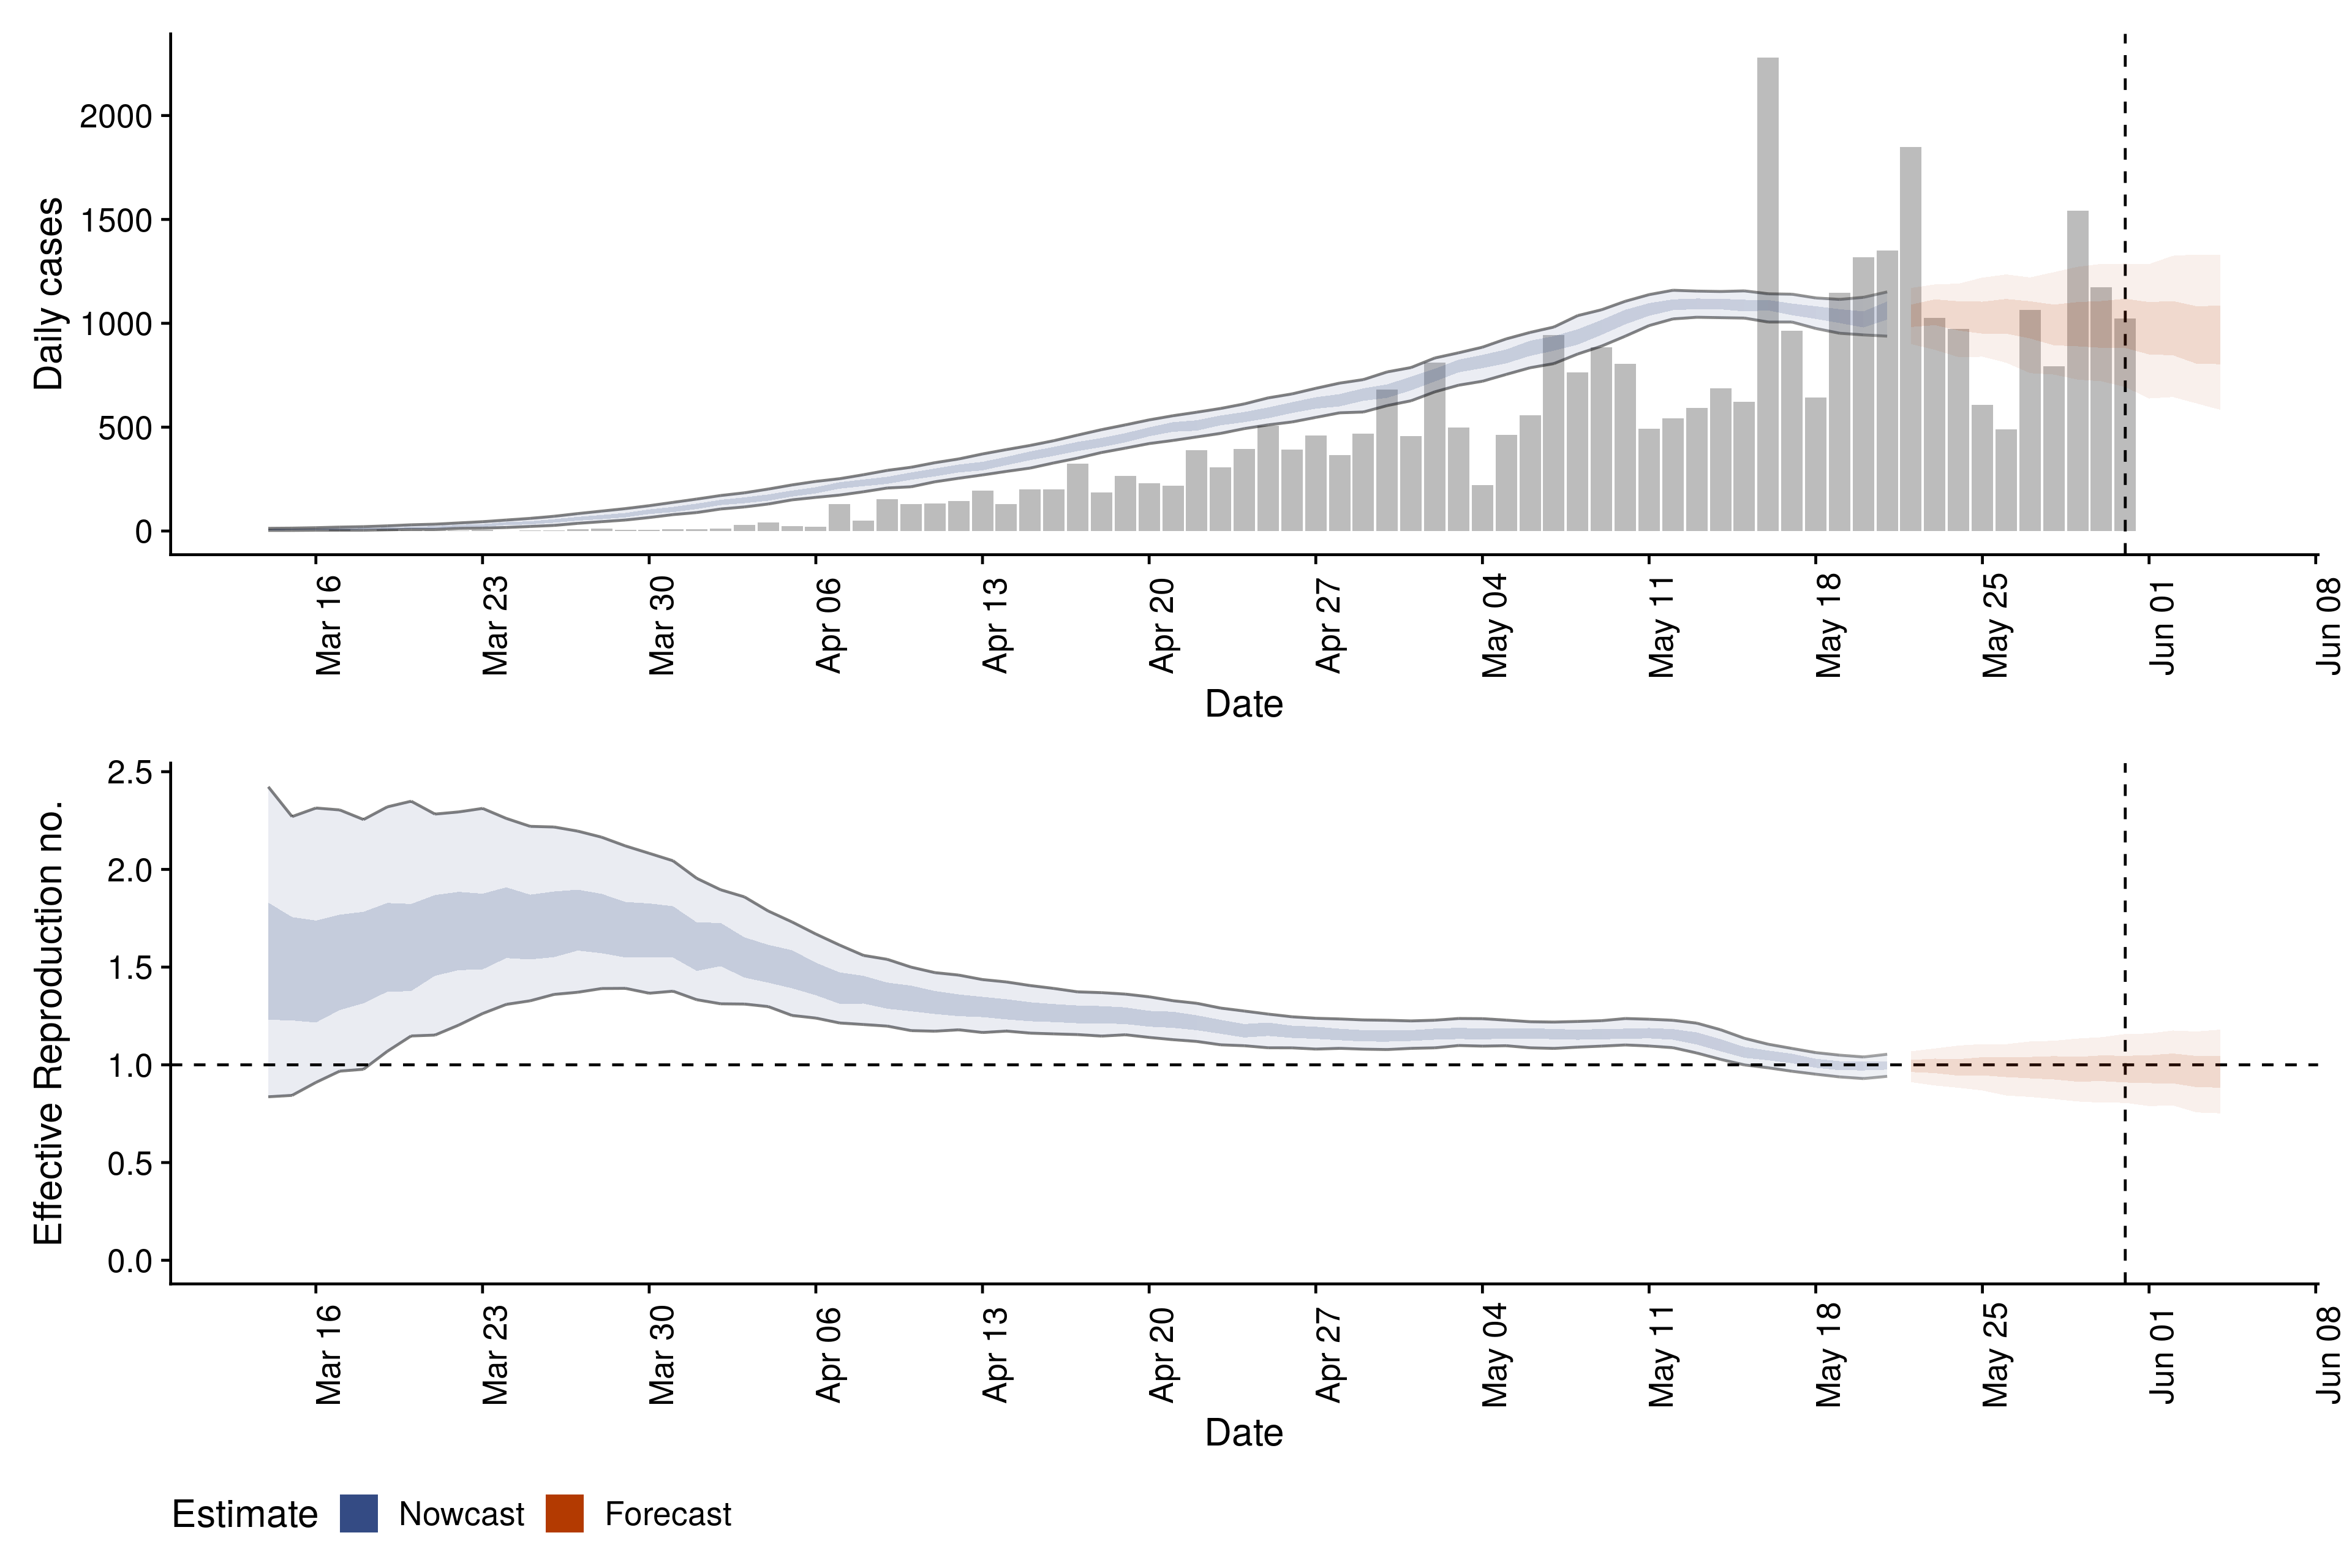 Daily cases
2000
1500
1000
500
0
Mar 16
Mar 23
Mar 30
Apr 06
Apr 13
Apr 20
Apr 27
May 04
May 11
May 18
May 25
Jun 01
Jun 08
Date
Effective Reproduction no.
2.5
2.0
1.5
1.0
0.5
0.0
Mar 16
Mar 23
Mar 30
Apr 06
Apr 13
Apr 20
Apr 27
May 04
May 11
May 18
May 25
Jun 01
Jun 08
Date
Estimate Nowcast Forecast